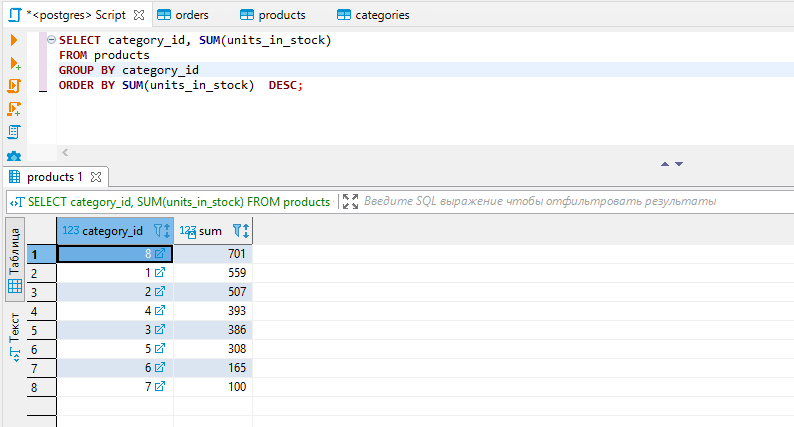 *<postgres> Script orders products categories
SELECT category_id, SUM(units_in_stock)
FROM products
GROUP BY category_id
ORDER BY SUM(units_in_stock)  DESC;
products 1
SELECT category_id, SUM(units_in_stock) FROM products Введите SQL выражение чтобы отфильтровать результаты
Таблица
Текст
123 category_id 123 sum
1 8 701
2 1 559
3 2 507
4 4 393
5 3 386
6 5 308
7 6 165
8 7 100